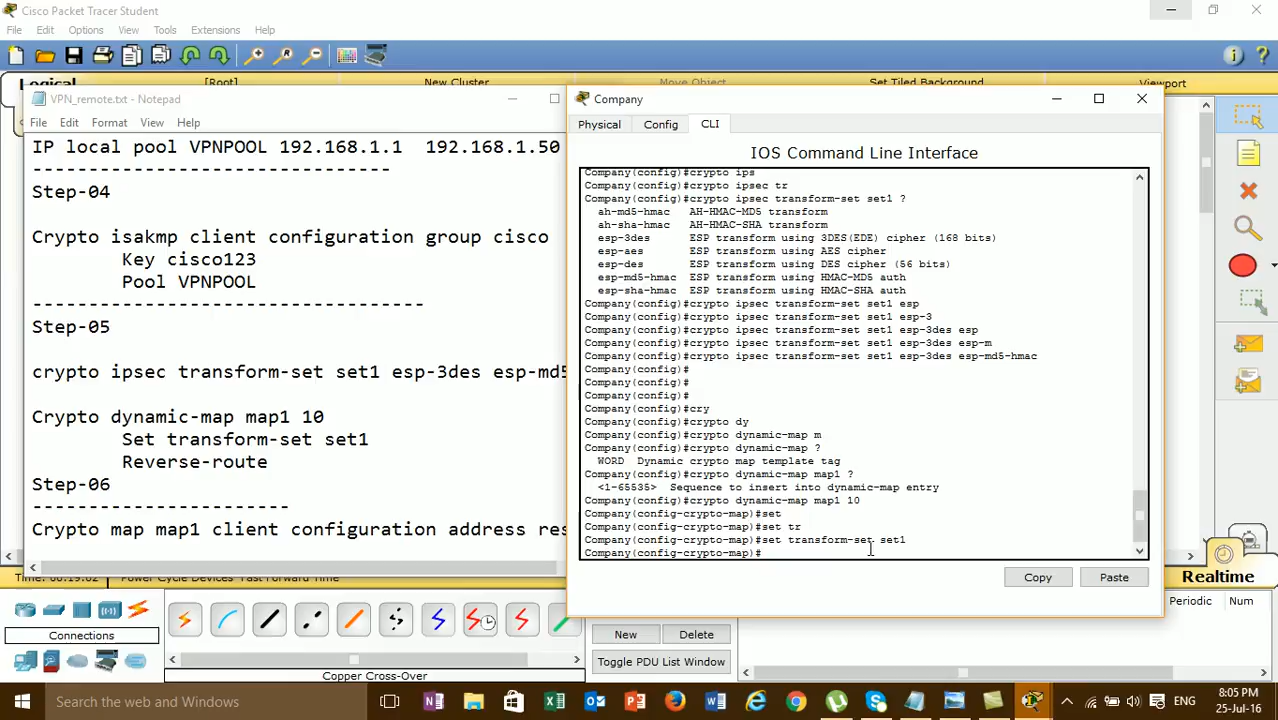 Cisco Packet Tracer Student
File Edit Options View Tools Extensions Help
Logical [Root] New Cluster Move Object Set Tiled Background Viewport
VPN_remote.txt - Notepad
File Edit Format View Help
IP local pool VPNPOOL 192.168.1.1 192.168.1.50
--------------------------------
Step-04
Crypto isakmp client configuration group cisco
Key cisco123
Pool VPNPOOL
-----------------------------------
Step-05
crypto ipsec transform-set set1 esp-3des esp-md5
Crypto dynamic-map map1 10
Set transform-set set1
Reverse-route
Step-06
-----------------------
Crypto map map1 client configuration address res
Company
Physical Config CLI
IOS Command Line Interface
Company(config)#crypto ips
Company(config)#crypto ipsec tr
Company(config)#crypto ipsec transform-set set1 ?
ah-md5-hmac AH-HMAC-MD5 transform
ah-sha-hmac AH-HMAC-SHA transform
esp-3des ESP transform using 3DES(EDE) cipher (168 bits)
esp-aes ESP transform using AES cipher
esp-des ESP transform using DES cipher (56 bits)
esp-md5-hmac ESP transform using HMAC-MD5 auth
esp-sha-hmac ESP transform using HMAC-SHA auth
Company(config)#crypto ipsec transform-set set1 esp
Company(config)#crypto ipsec transform-set set1 esp-3
Company(config)#crypto ipsec transform-set set1 esp-3des esp
Company(config)#crypto ipsec transform-set set1 esp-3des esp-m
Company(config)#crypto ipsec transform-set set1 esp-3des esp-md5-hmac
Company(config)#
Company(config)#
Company(config)#
Company(config)#cry
Company(config)#crypto dy
Company(config)#crypto dynamic-map m
Company(config)#crypto dynamic-map ?
WORD Dynamic crypto map template tag
Company(config)#crypto dynamic-map map1 ?
<1-65535> Sequence to insert into dynamic-map entry
Company(config)#crypto dynamic-map map1 10
Company(config-crypto-map)#set
Company(config-crypto-map)#set tr
Company(config-crypto-map)#set transform-set set1
Company(config-crypto-map)#
Copy Paste
Time: 00:19:02 Power Cycle Devices Fast Forward Time
Realtime
Connections
Copper Cross-Over
New Delete
Toggle PDU List Window
Periodic Num
Search the web and Windows
ENG
8:05 PM
25-Jul-16